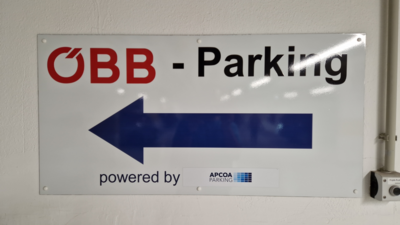 ÖBB - Parking
powered by APCOA
PARKING